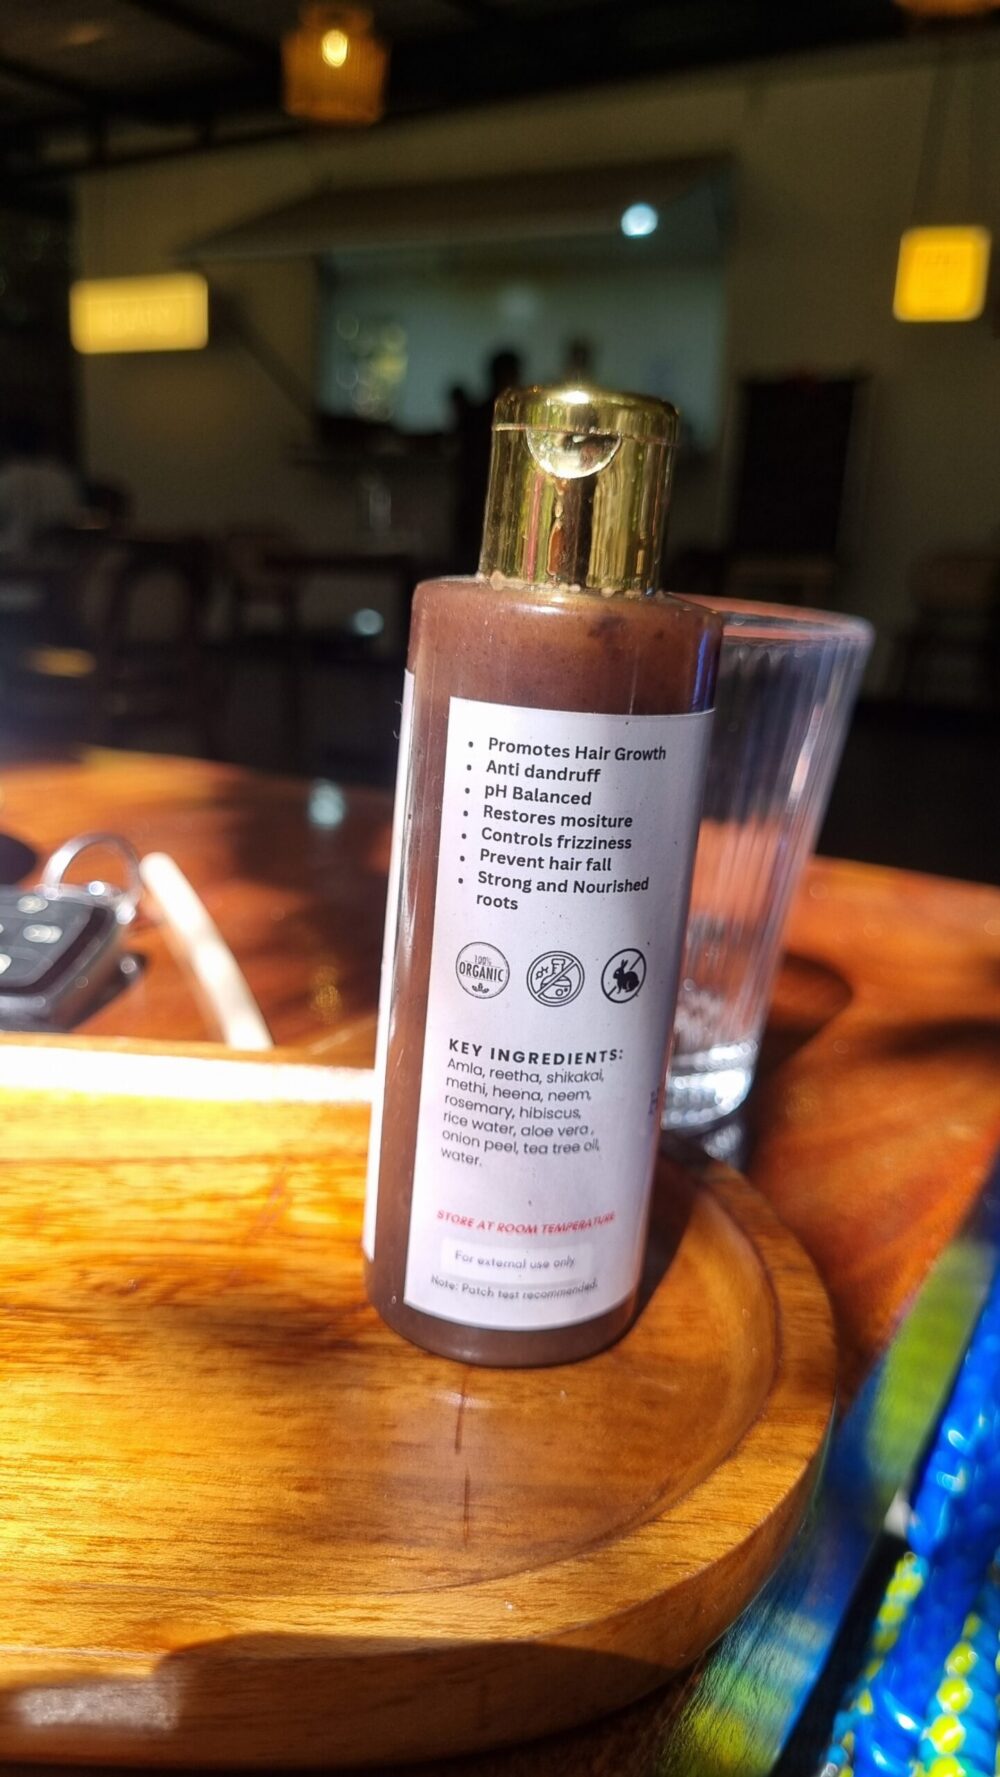 Promotes Hair Growth
Anti dandruff
pH Balanced
Restores mositure
Controls frizziness
Prevent hair fall
Strong and Nourished
roots
100%
ORGANIC
KEY INGREDIENTS:
Amla, reetha, shikakai,
methi, heena, neem,
rosemary, hibiscus,
rice water, aloe vera,
onion peel, tea tree oil,
water.
STORE AT ROOM TEMPERATURE
For external use only
Note: Patch test recommended.